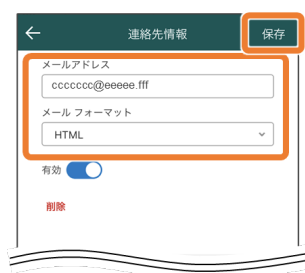 連絡先情報
保存
メールアドレス
ccccccc@eeeee.fff
メール フォーマット
HTML
有効
削除